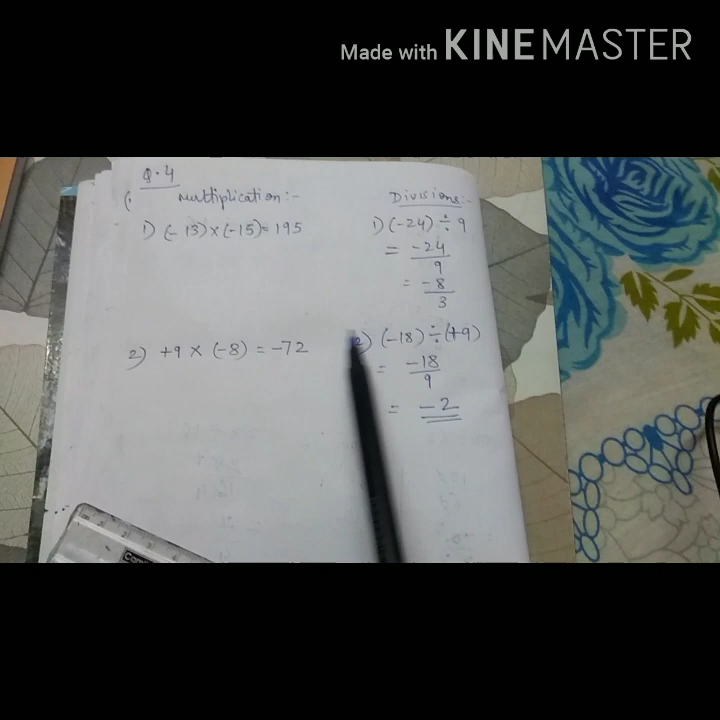 Made with KINEMASTER
Q.4
Multiplication :-
1) (-13)×(-15)=195
2) +9 × (-8) = -72
Divisions:-
1) (-24) ÷ 9
= -24
9
= -8
3
2) (-18) ÷ (+9)
= -18
9
= -2